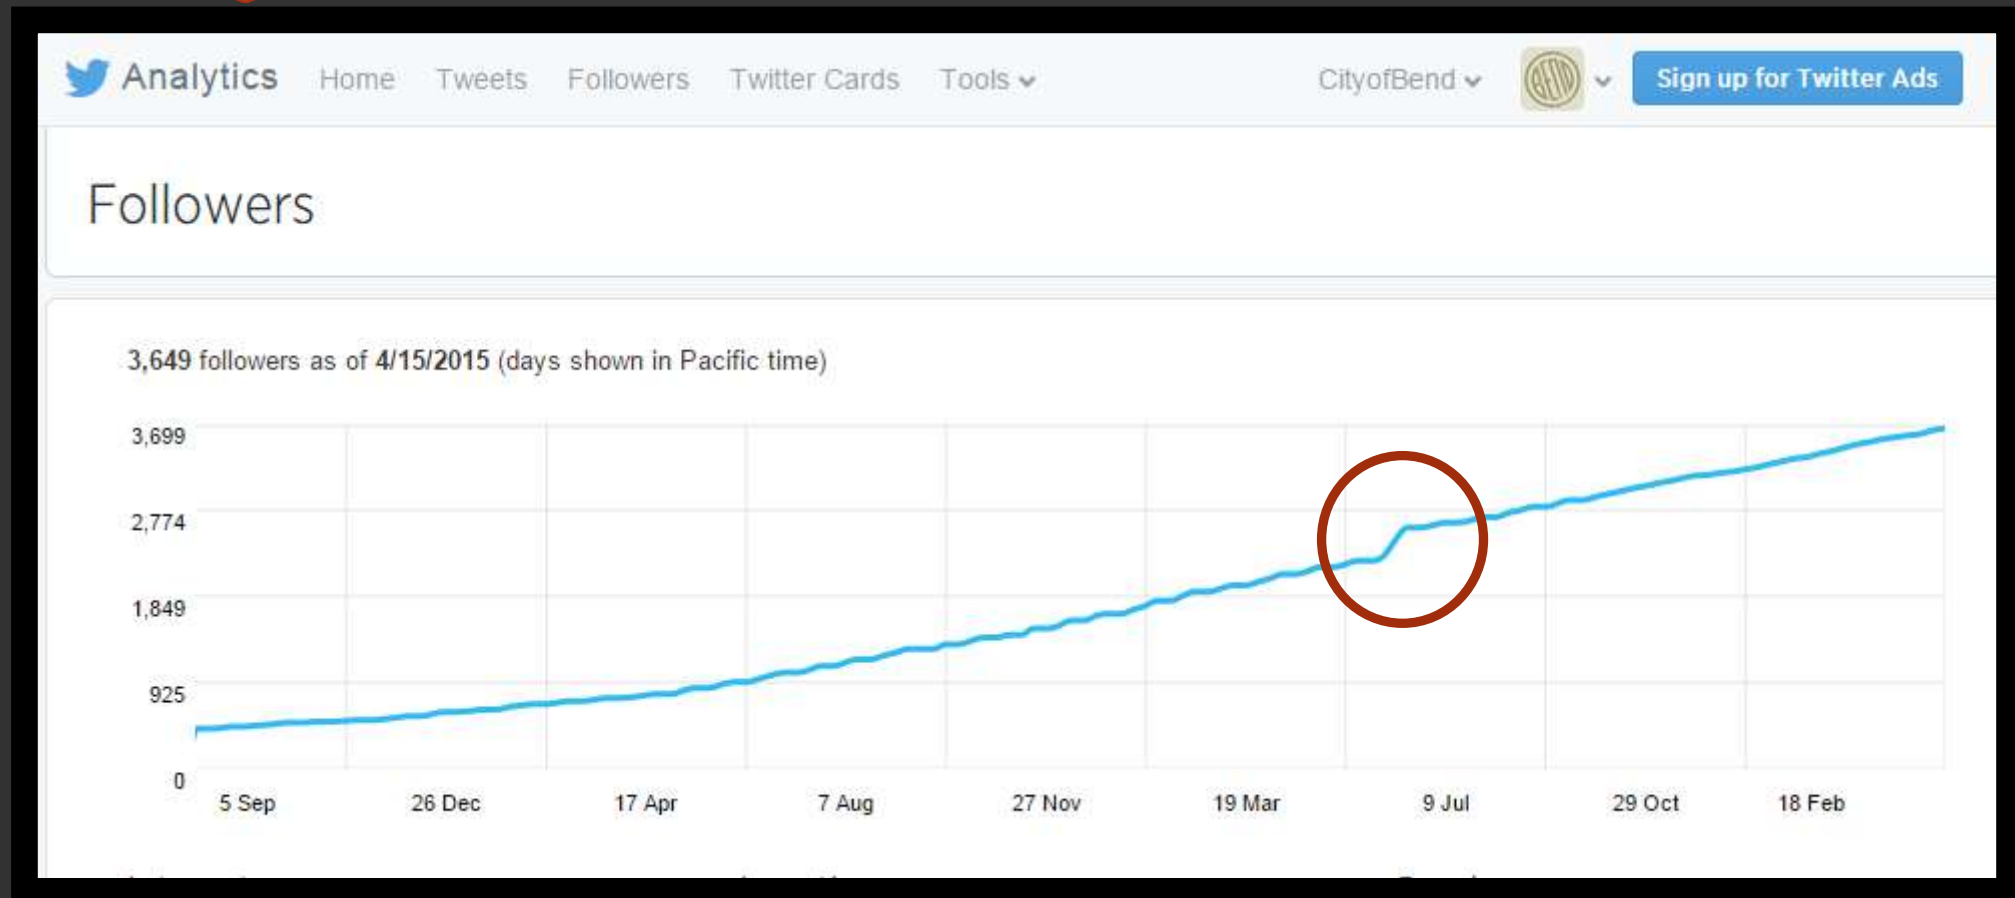 Analytics Home Tweets Followers Twitter Cards Tools CityofBend BEND Sign up for Twitter Ads
Followers
3,649 followers as of 4/15/2015 (days shown in Pacific time)
3,699
2,774
1,849
925
0
5 Sep 26 Dec 17 Apr 7 Aug 27 Nov 19 Mar 9 Jul 29 Oct 18 Feb